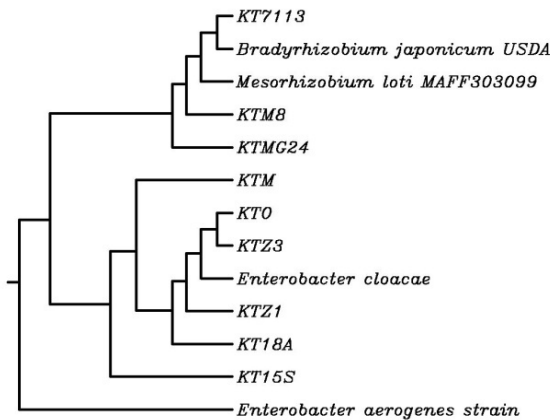 KT7113
Bradyrhizobium japonicum USDA
Mesorhizobium loti MAFF303099
KTM8
KTMG24
KTM
KTO
KTZ3
Enterobacter cloacae
KTZ1
KT18A
KT15S
Enterobacter aerogenes strain